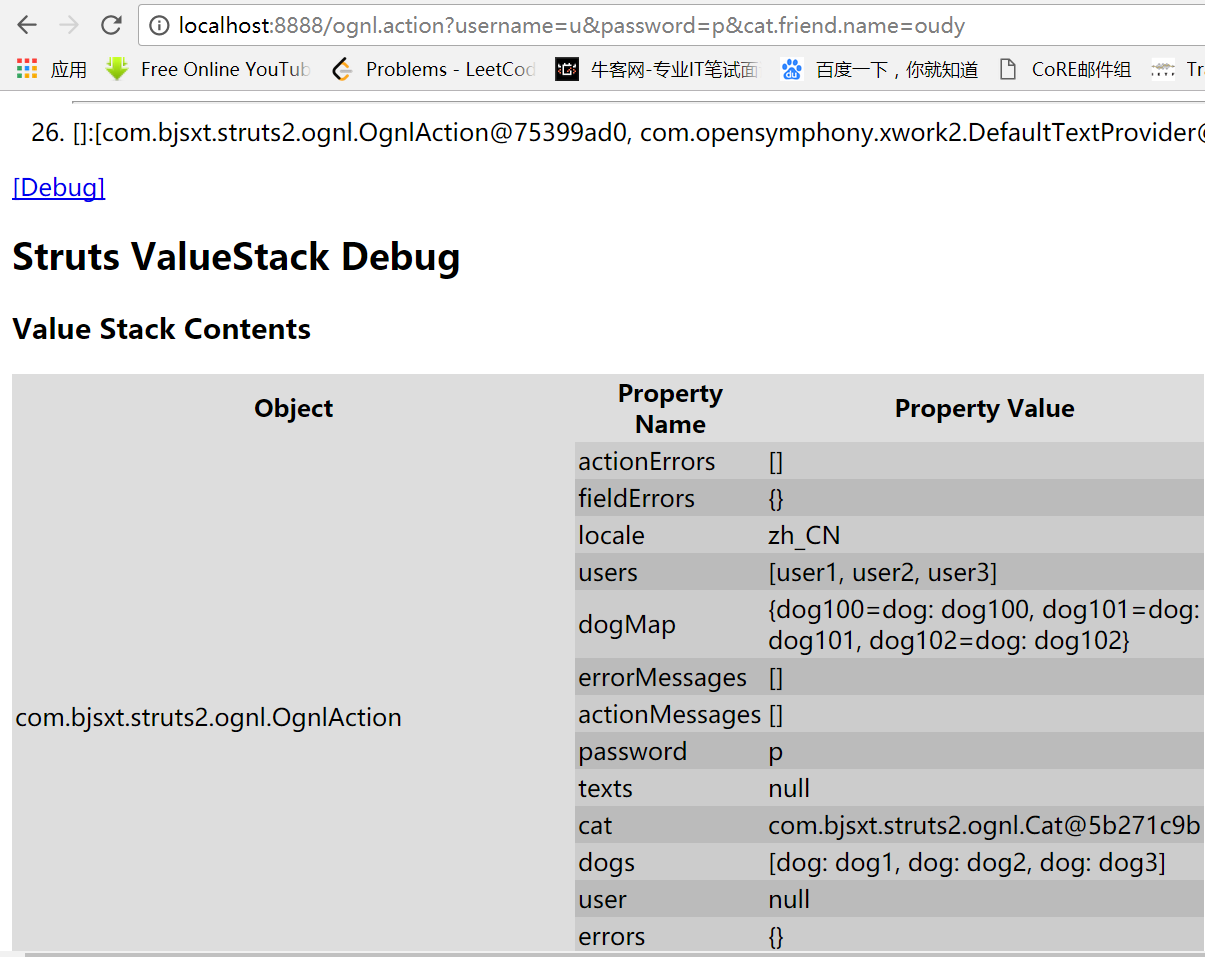 localhost:8888/ognl.action?username=u&password=p&cat.friend.name=oudy
应用 Free Online YouTub Problems - LeetCod 牛客网-专业IT笔试面 百度一下，你就知道 CoRE邮件组 Tr
26. []:[com.bjsxt.struts2.ognl.OgnlAction@75399ad0, com.opensymphony.xwork2.DefaultTextProvider@
[Debug]
Struts ValueStack Debug
Value Stack Contents
Object Property Name Property Value
com.bjsxt.struts2.ognl.OgnlAction
actionErrors []
fieldErrors {}
locale zh_CN
users [user1, user2, user3]
dogMap {dog100=dog: dog100, dog101=dog:
dog101, dog102=dog: dog102}
errorMessages []
actionMessages []
password p
texts null
cat com.bjsxt.struts2.ognl.Cat@5b271c9b
dogs [dog: dog1, dog: dog2, dog: dog3]
user null
errors {}